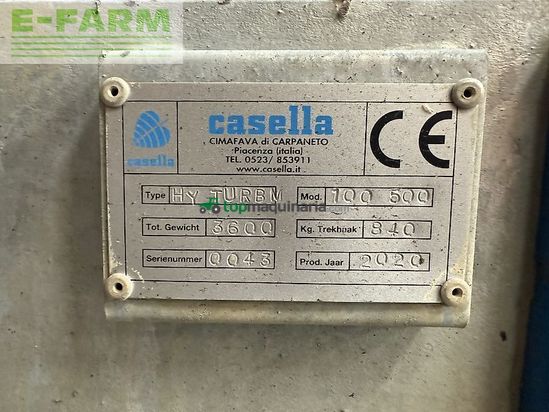 E-FARM
casella
casella
CIMAFAVA di CARPANETO
Piacenza (italia)
TEL. 0523/ 853911
www.casella.it
CE
Type HY TURBM Mod. 100 500
topmaquinaria
Tot. Gewicht 3600 Kg. Trekhaak 840
Serienummer 0043 Prod. Jaar 2020